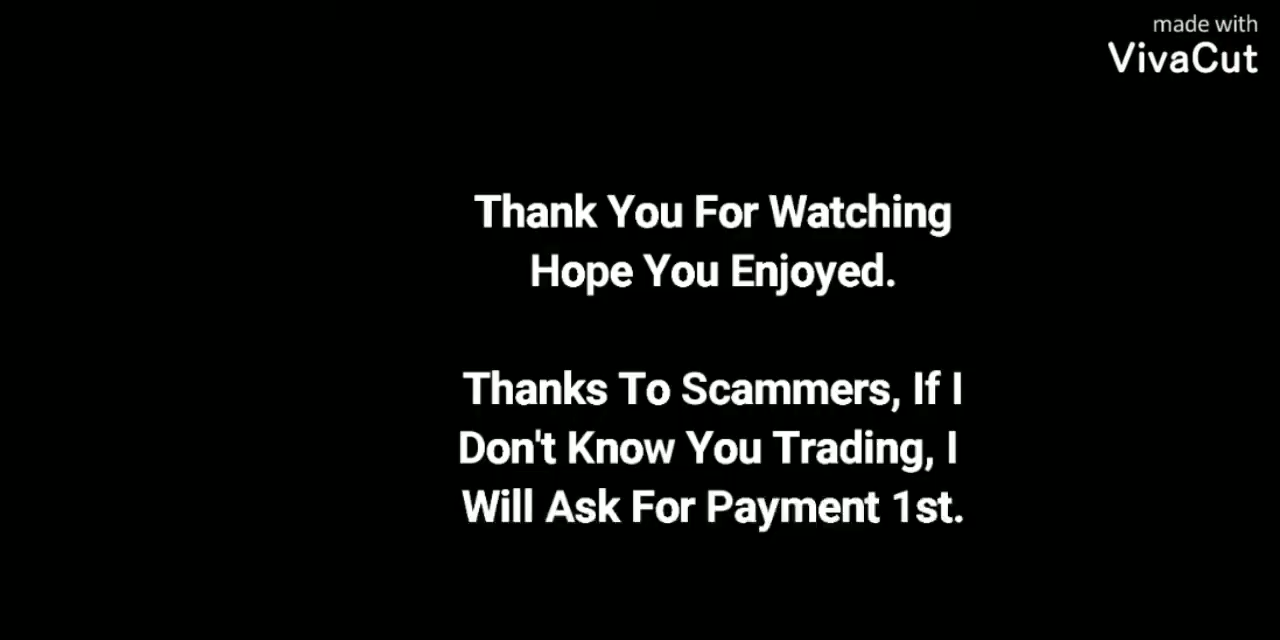 made with
VivaCut
Thank You For Watching
Hope You Enjoyed.
Thanks To Scammers, If I
Don't Know You Trading, I
Will Ask For Payment 1st.